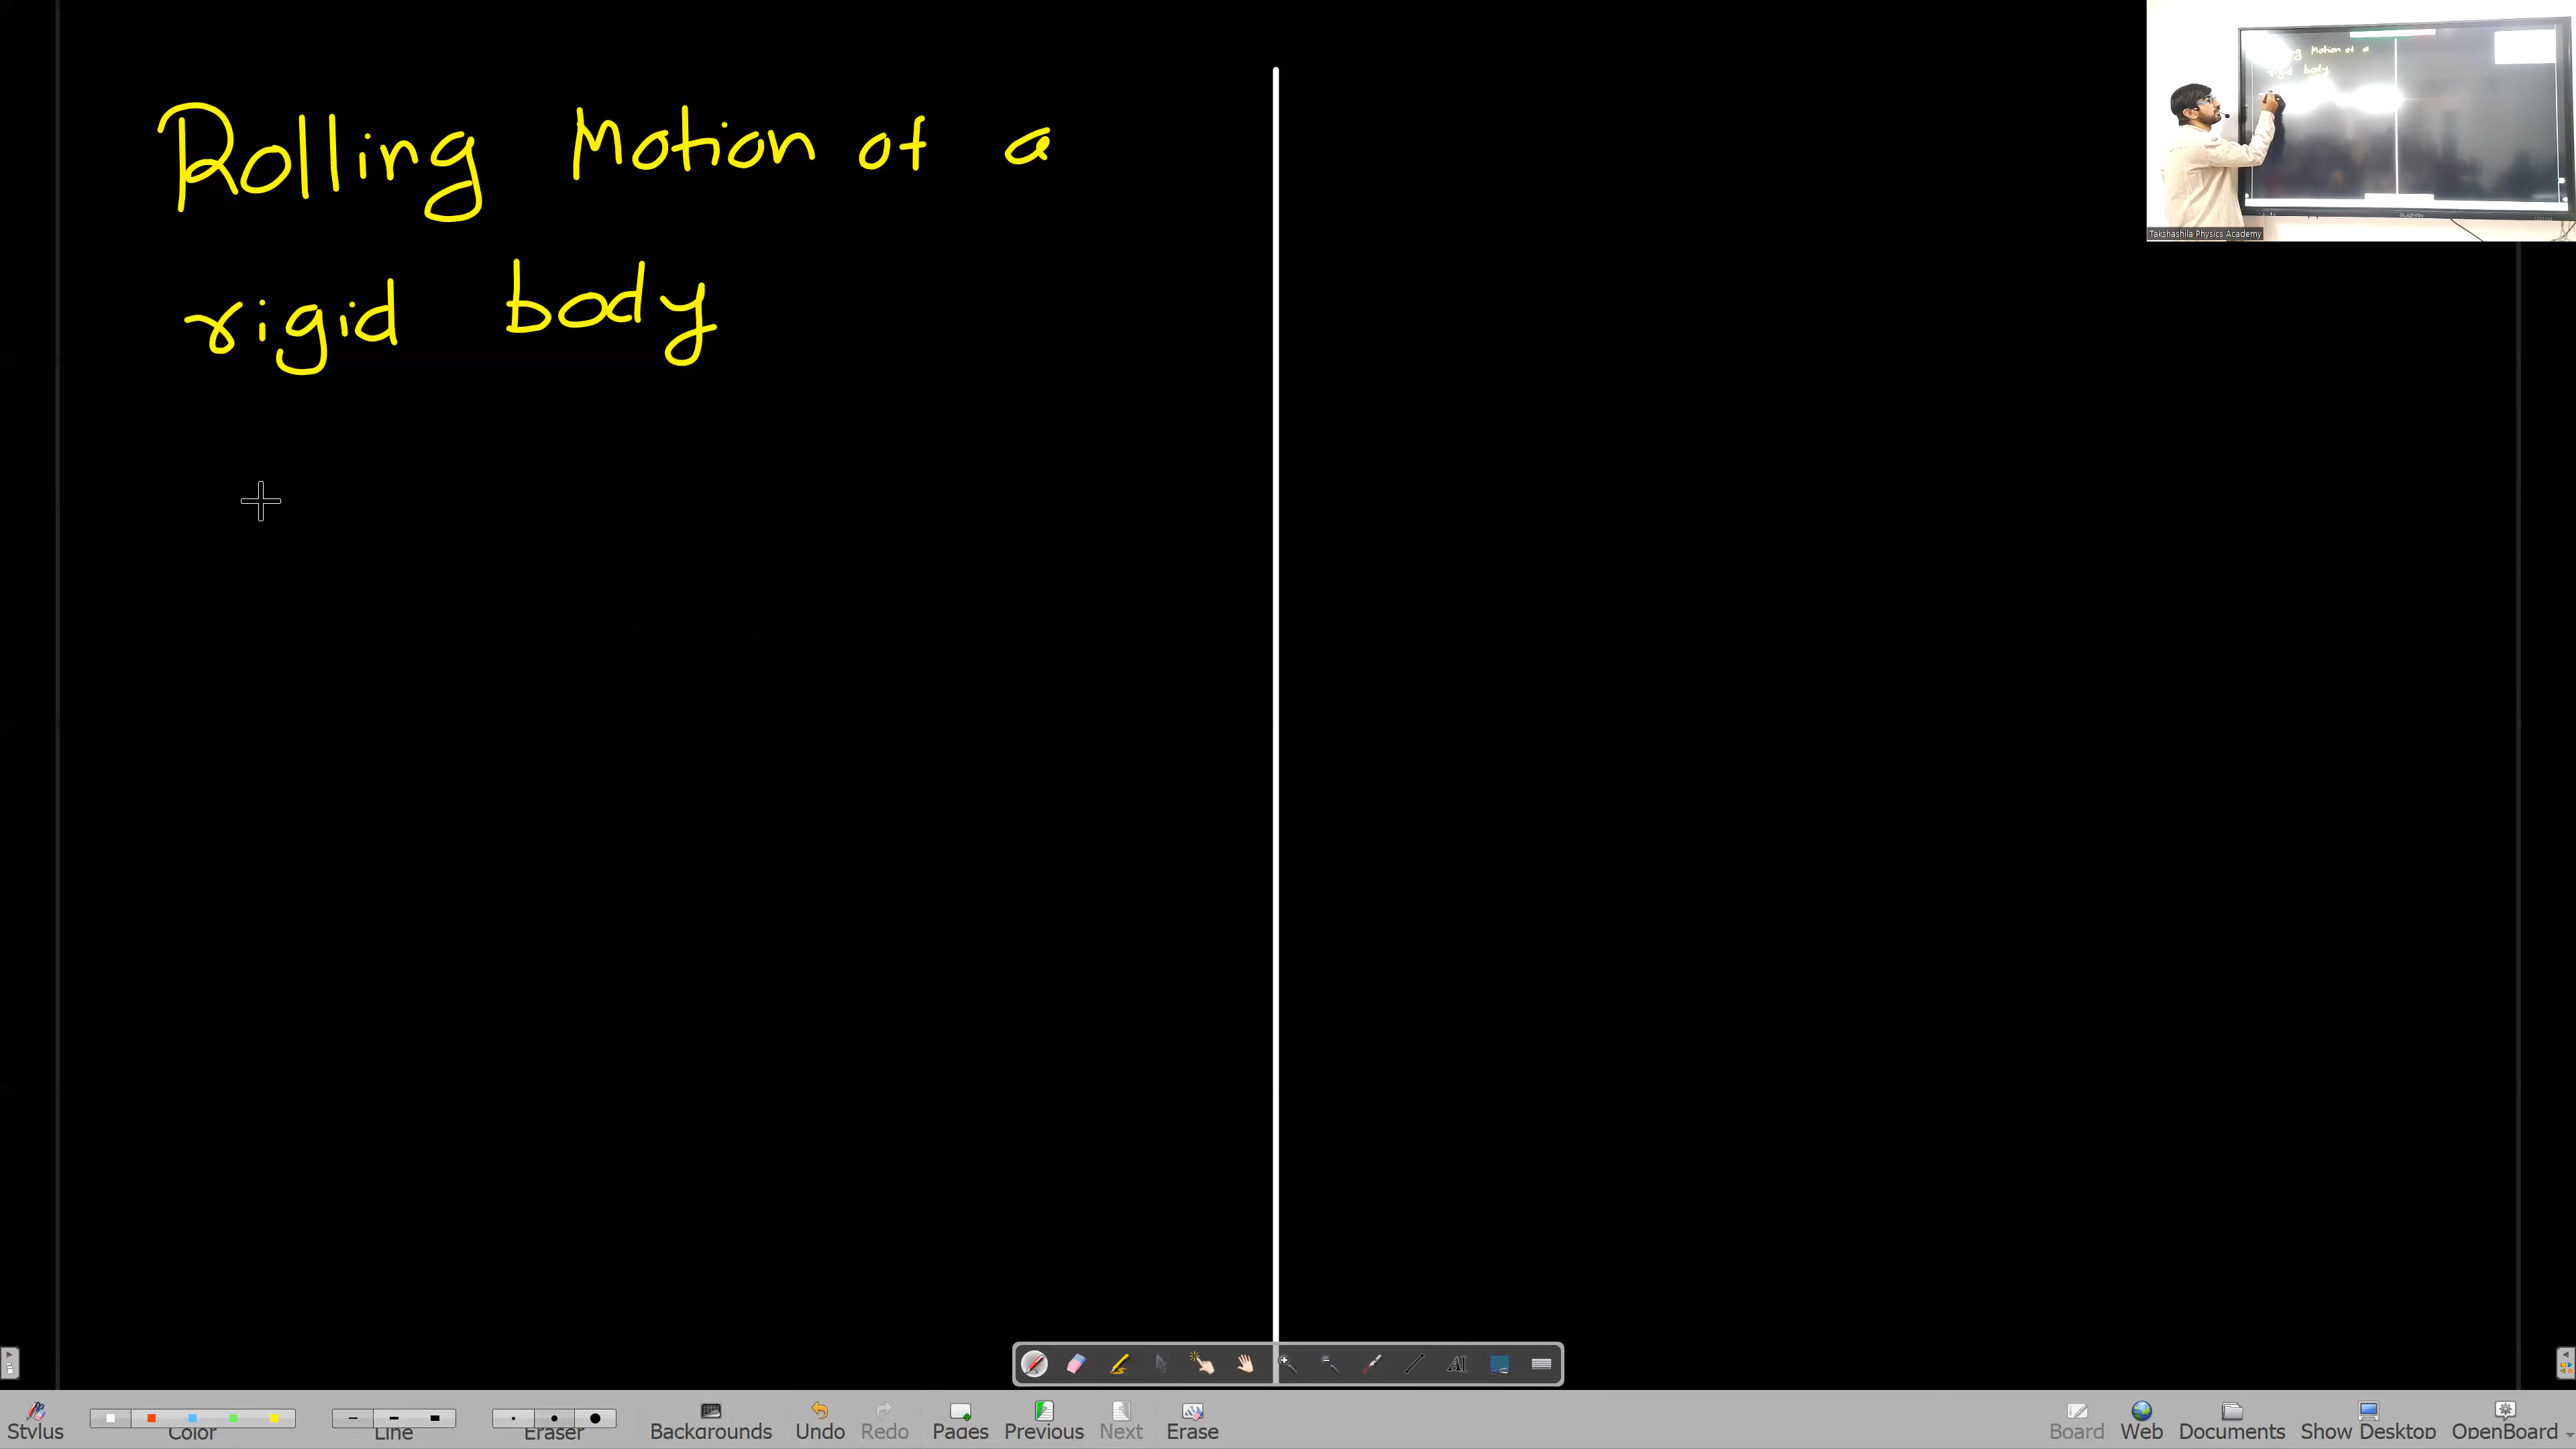 Rolling Motion of a
rigid body
Takshashila Physics Academy
Stylus
Color
Line
Eraser
Backgrounds
Undo
Redo
Pages
Previous
Next
Erase
Board
Web
Documents
Show Desktop
OpenBoard